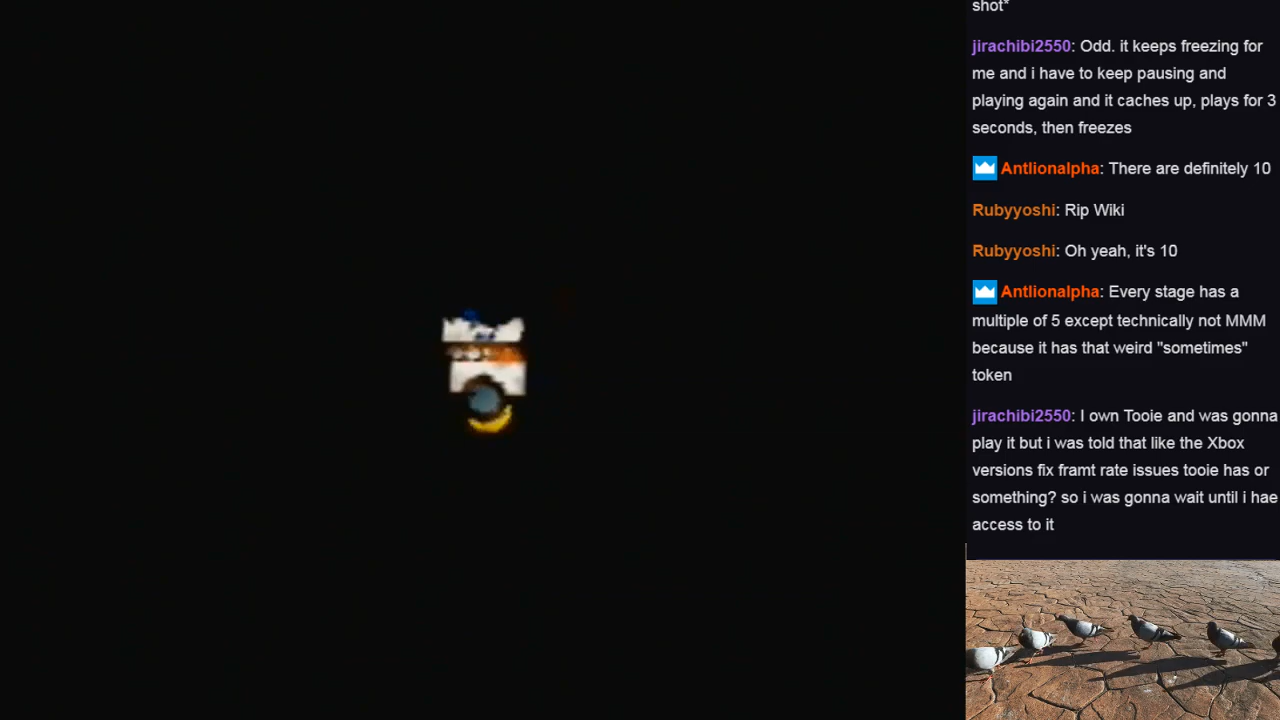 shot*
jirachibi2550: Odd. it keeps freezing for
me and i have to keep pausing and
playing again and it caches up, plays for 3
seconds, then freezes
Antlionalpha: There are definitely 10
Rubyyoshi: Rip Wiki
Rubyyoshi: Oh yeah, it's 10
Antlionalpha: Every stage has a
multiple of 5 except technically not MMM
because it has that weird "sometimes"
token
jirachibi2550: I own Tooie and was gonna
play it but i was told that like the Xbox
versions fix framt rate issues tooie has or
something? so i was gonna wait until i hae
access to it